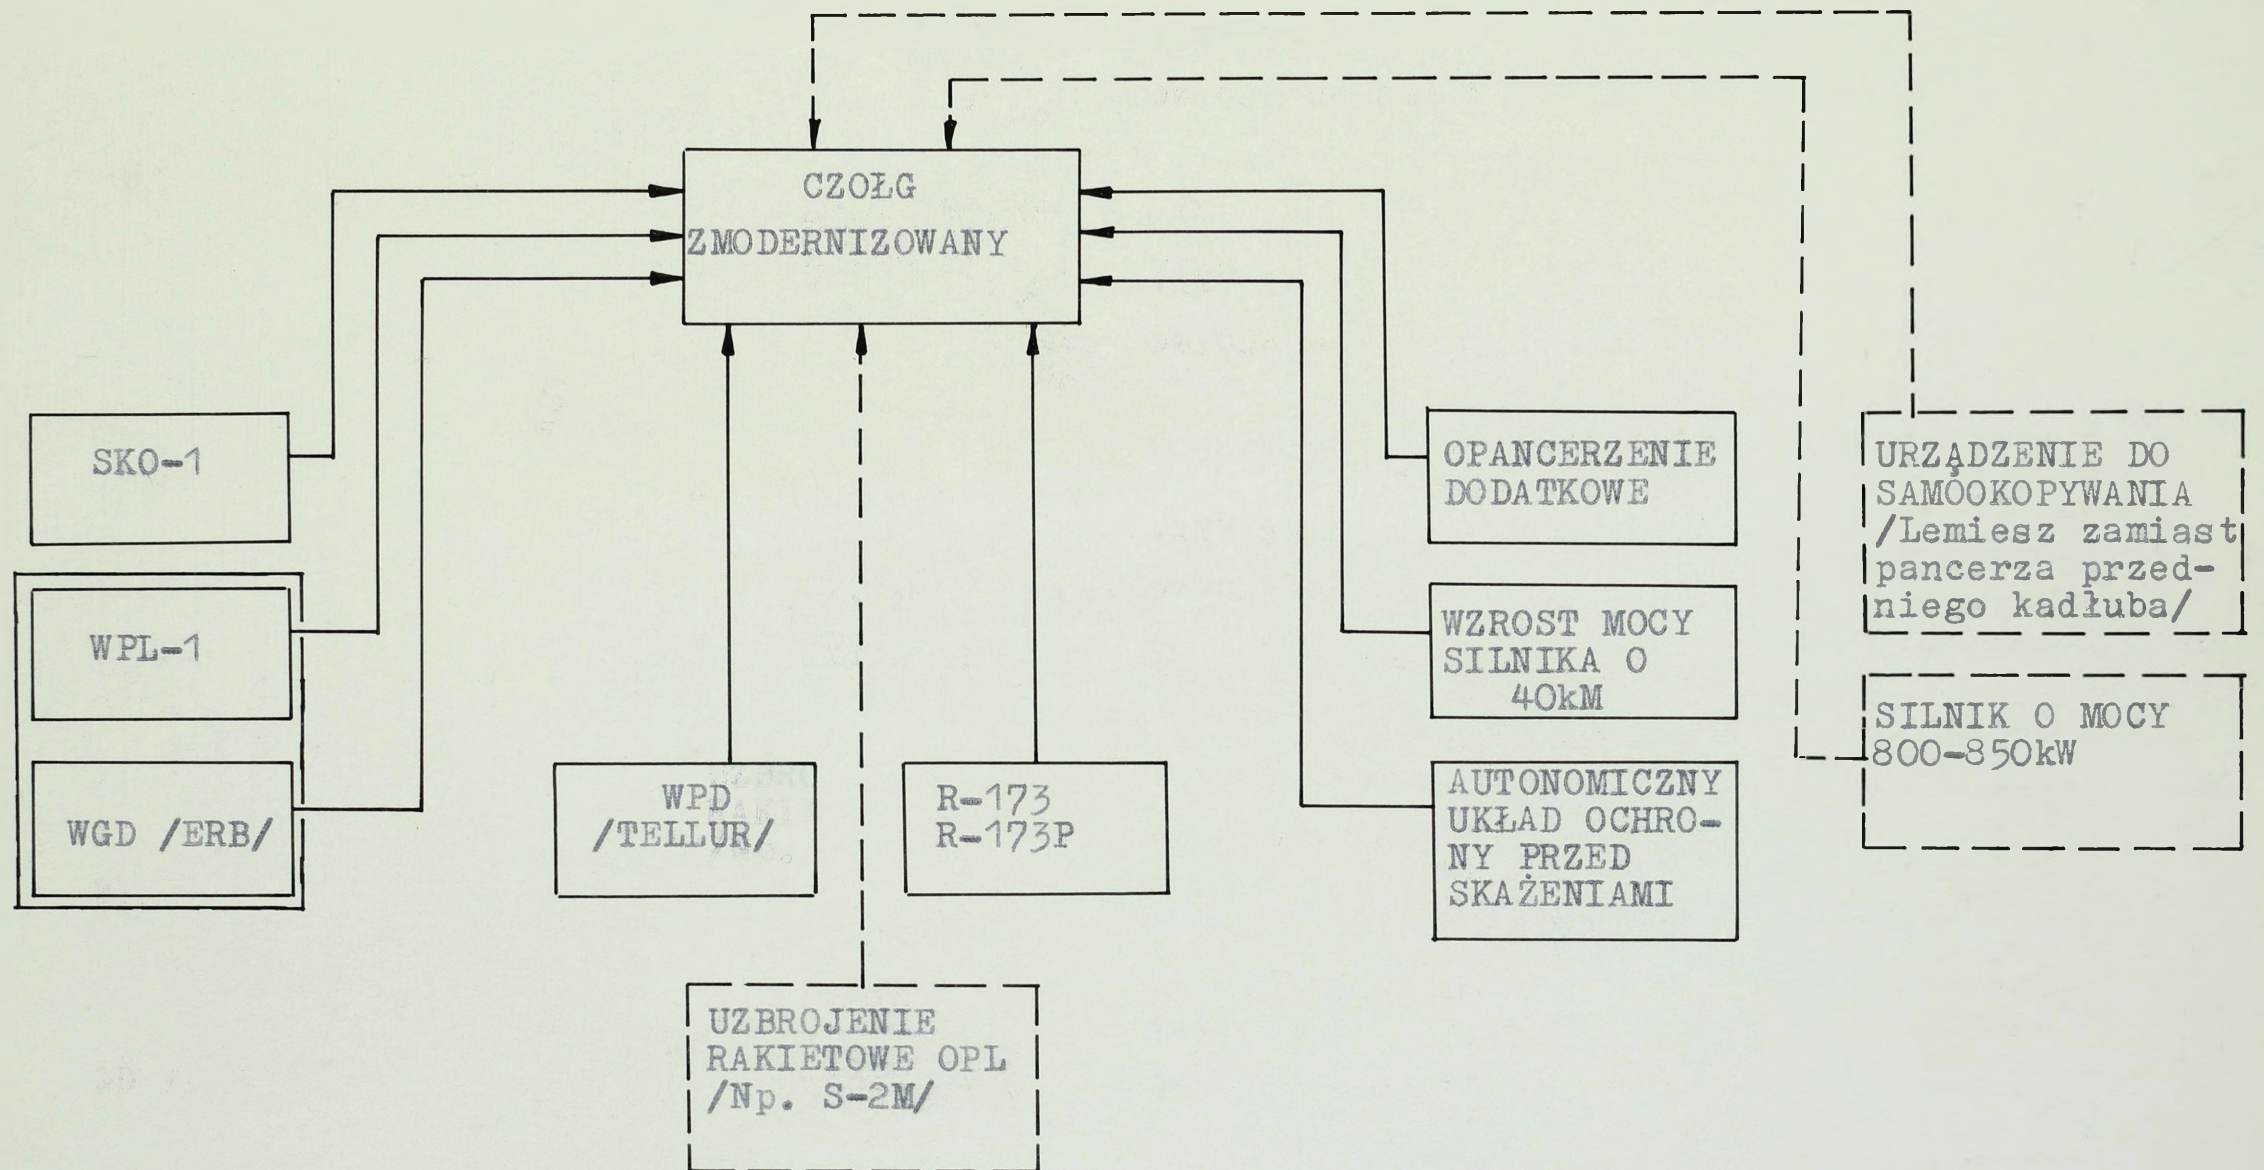 CZOŁG
ZMODERNIZOWANY
SKO-1
WPL-1
WGD /ERB/
WPD
/TELLUR/
R-173
R-173P
UZBROJENIE
RAKIETOWE OPL
/Np. S-2M/
OPANCERZENIE
DODATKOWE
WZROST MOCY
SILNIKA O
40kM
AUTONOMICZNY
UKŁAD OCHRO-
NY PRZED
SKAŻENIAMI
URZĄDZENIE DO
SAMOOKOPYWANIA
/Lemiesz zamiast
pancerza przed-
niego kadłuba/
SILNIK O MOCY
800-850kW